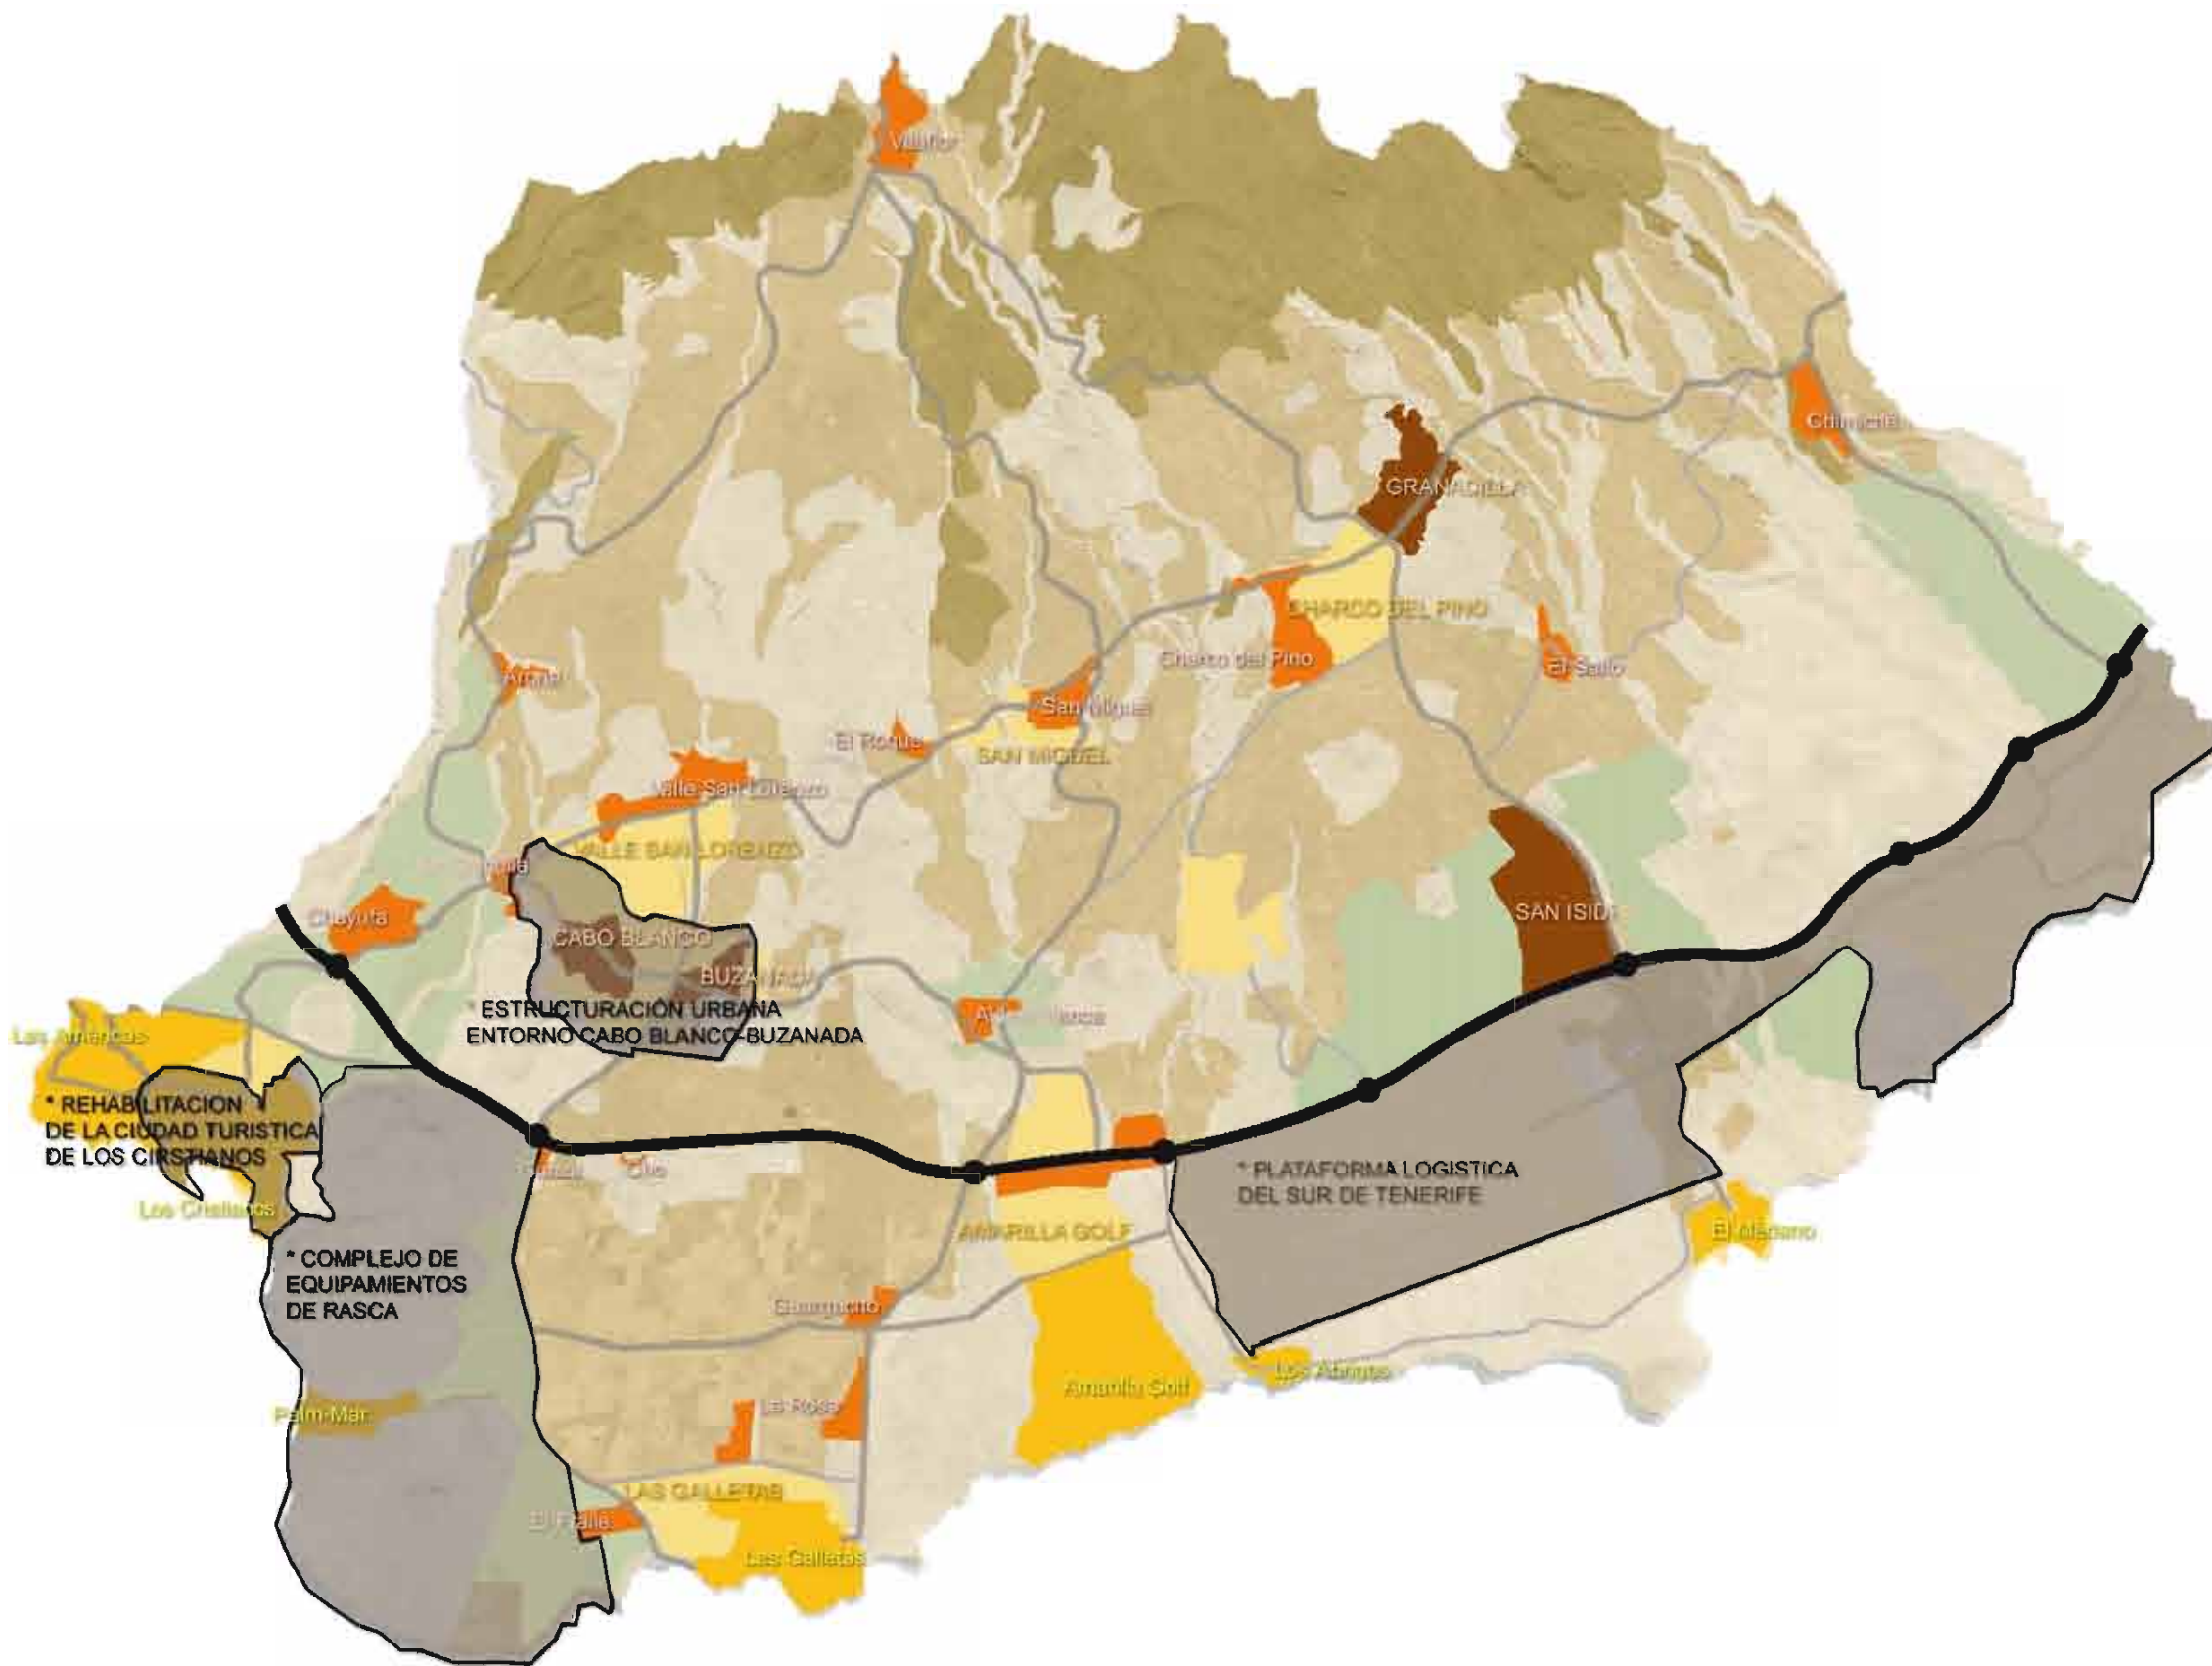 Vilaflor
Chimiche
GRANADILLA
CHARCO DEL PINO
Charco del Pino
El Salto
Arona
San Miguel
El Roque
SAN MIGUEL
Valle San Lorenzo
VALLE SAN LORENZO
Chayofa
SAN ISID
CABO BLANCO
BUZANADA
* ESTRUCTURACIÓN URBANA
ENTORNO CABO BLANCO-BUZANADA
Las Americas
* REHABILITACION
DE LA CIUDAD TURISTICA
DE LOS CIRSTIANOS
* PLATAFORMA LOGISTICA
DEL SUR DE TENERIFE
Los Cristianos
AMARILLA GOLF
El Médano
* COMPLEJO DE
EQUIPAMIENTOS
DE RASCA
Guargacho
Los Abrigos
Amarilla Golf
Palm-Mar
La Rosa
LAS GALLETAS
El Fraile
Las Galletas